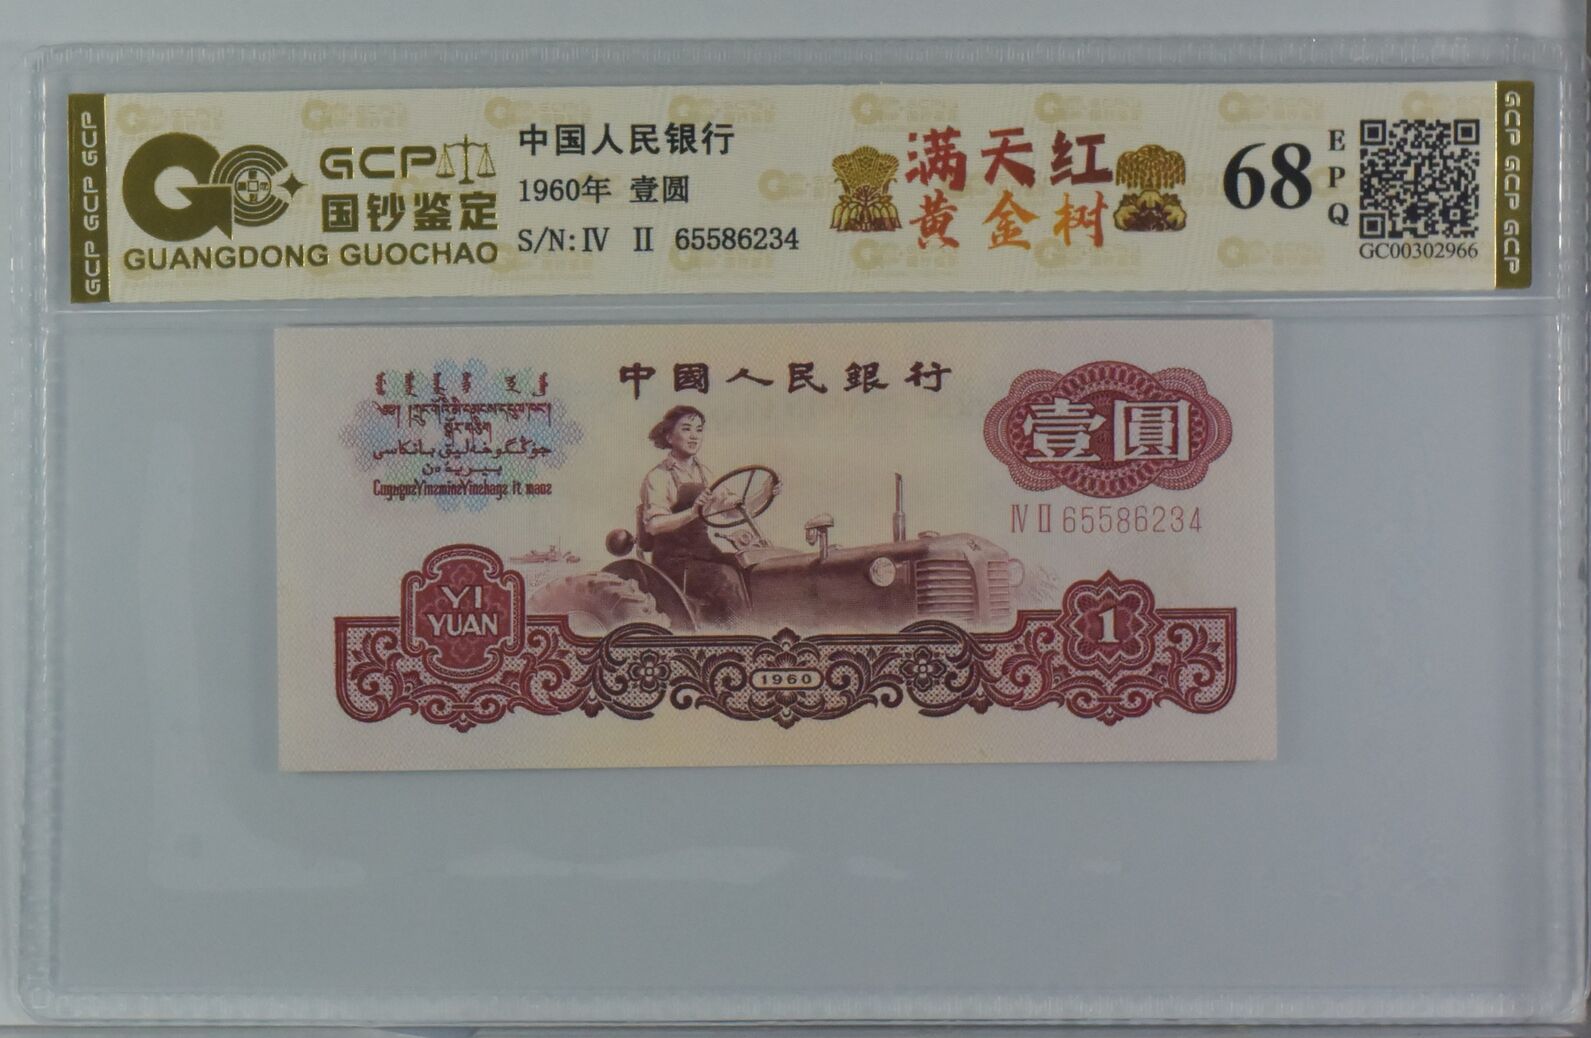 GCP GCP GCP
GCP
国钞鉴定
GUANGDONG GUOCHAO
中国人民银行
1960年 壹圆
S/N: Ⅳ Ⅱ 65586234
满天红
黄金树
68
EPQ
GC00302966
GCP GCP GCP
中國人民銀行
壹圓
Ⅳ Ⅱ 65586234
YI
YUAN
1960
1